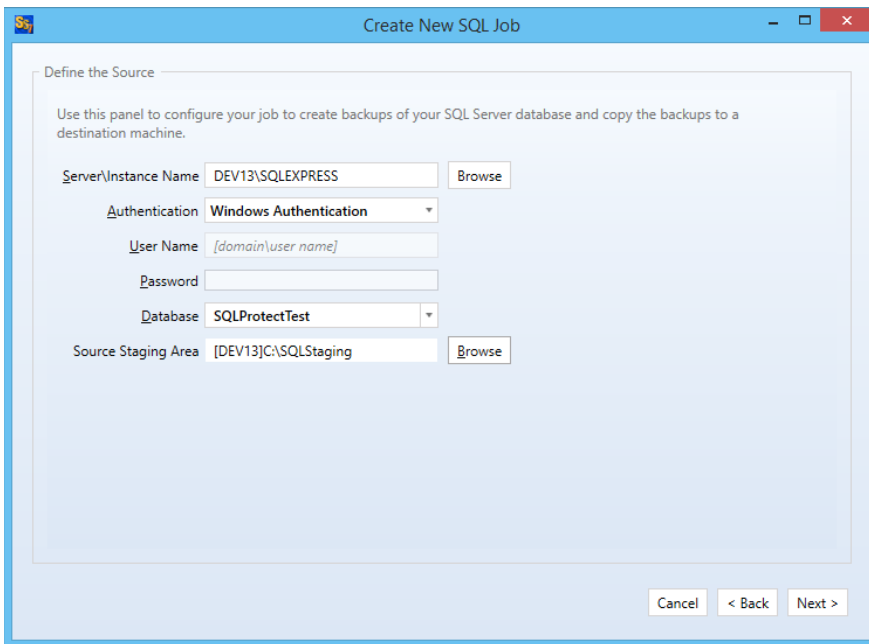 Create New SQL Job
Define the Source
Use this panel to configure your job to create backups of your SQL Server database and copy the backups to a
destination machine.
Server\Instance Name DEV13\SQLEXPRESS Browse
Authentication Windows Authentication
User Name [domain\user name]
Password
Database SQLProtectTest
Source Staging Area [DEV13]C:\SQLStaging Browse
Cancel < Back Next >